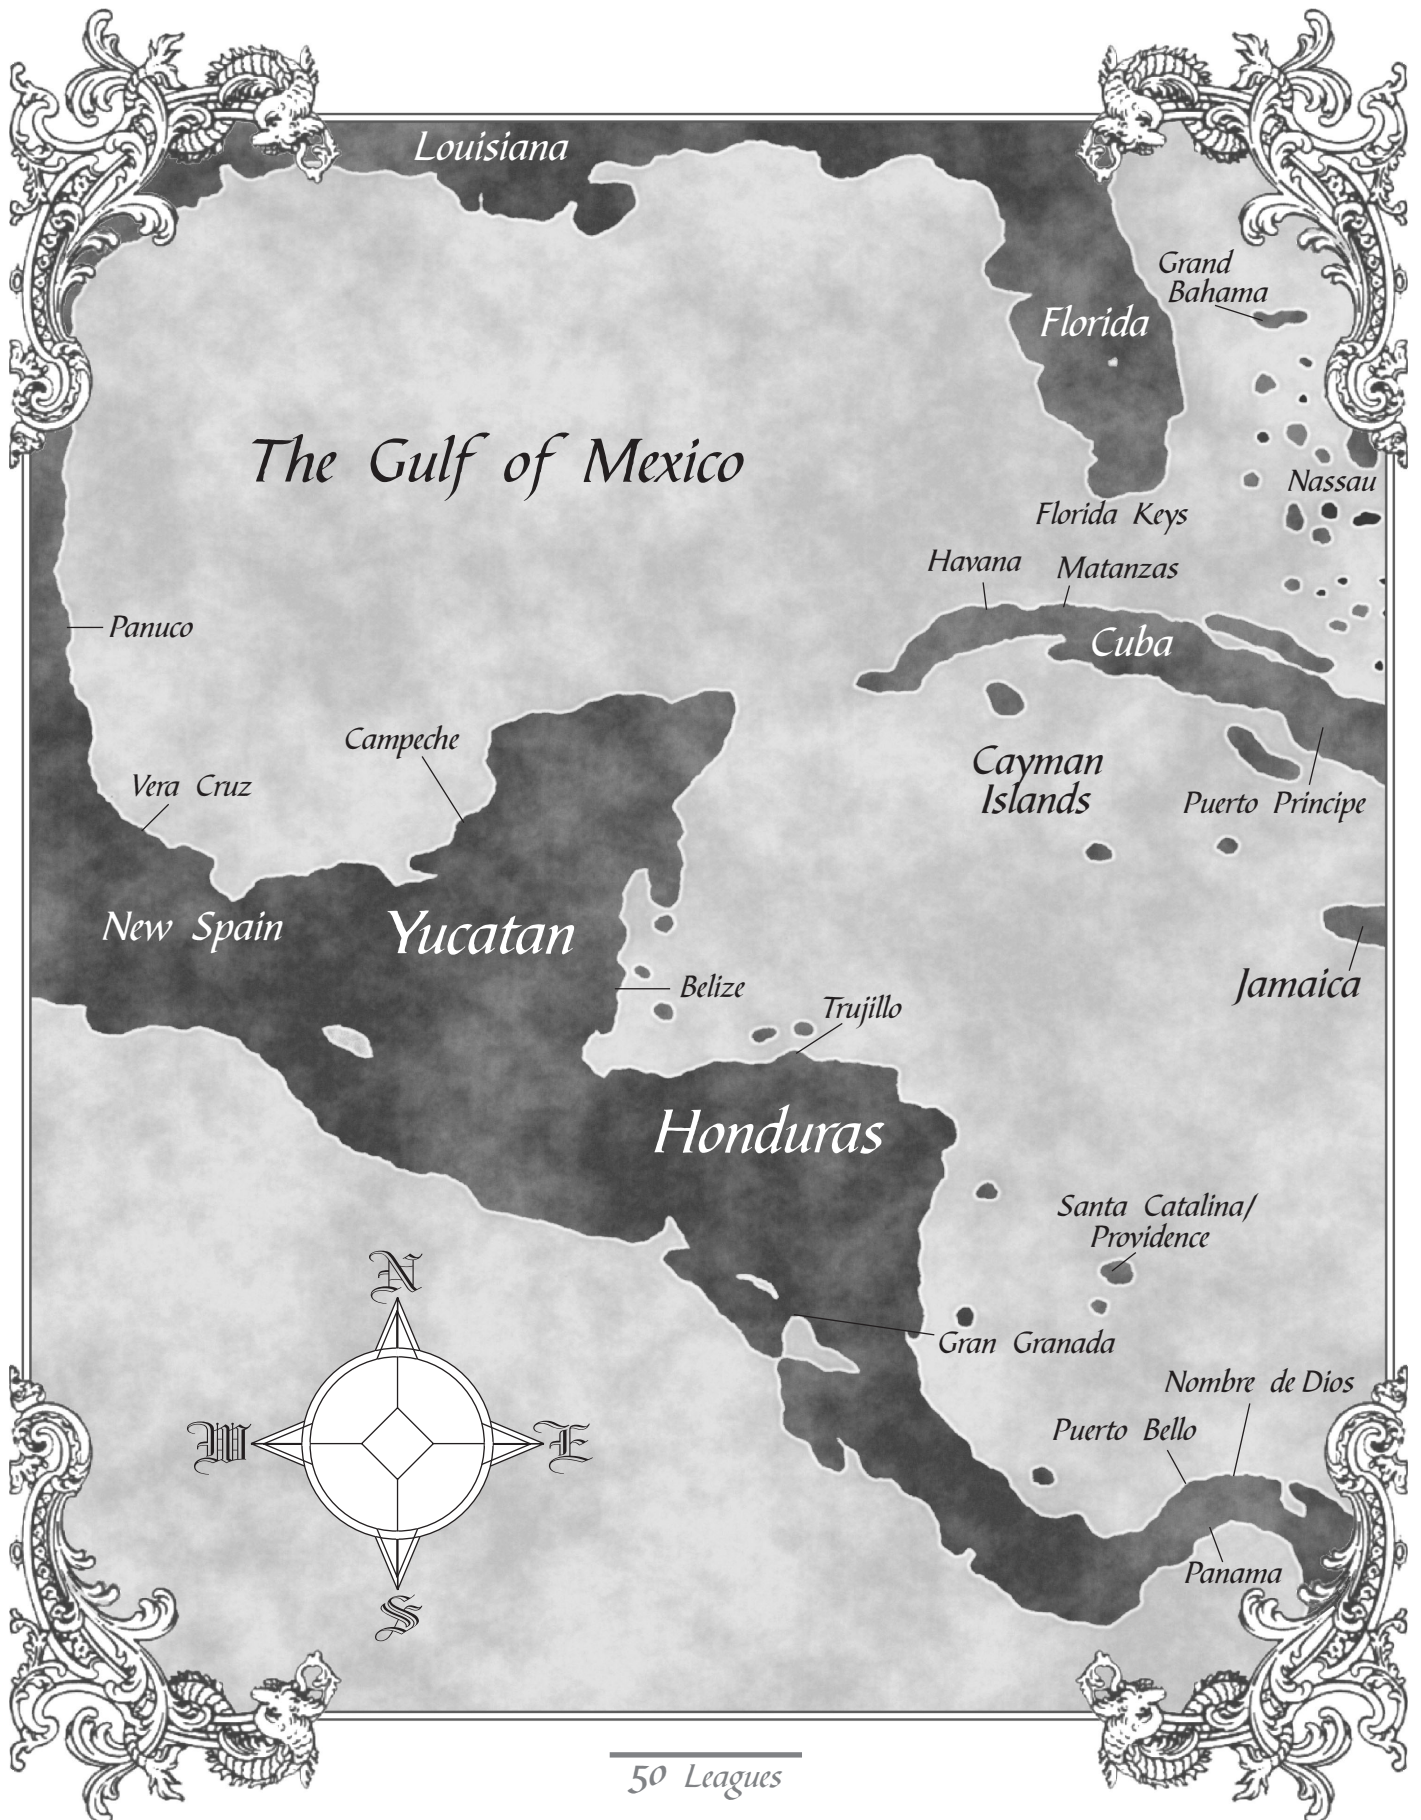 Louisiana
Grand
Bahama
Florida
The Gulf of Mexico
Nassau
Florida Keys
Havana
Matanzas
Panuco
Cuba
Campeche
Cayman
Islands
Vera Cruz
Puerto Principe
New Spain
Yucatan
Belize
Jamaica
Trujillo
Honduras
Santa Catalina/
Providence
N
Gran Granada
Nombre de Dios
Puerto Bello
W
E
Panama
S
50 Leagues